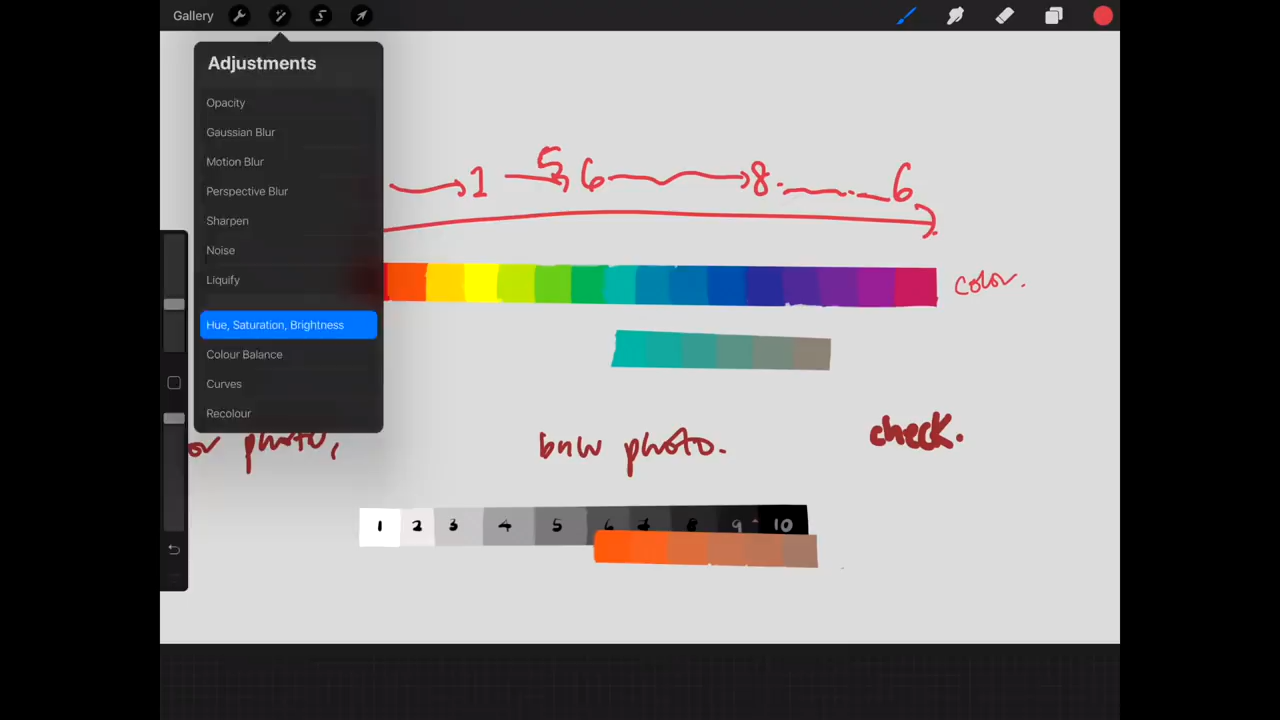 Gallery
Adjustments
Opacity
Gaussian Blur
Motion Blur
Perspective Blur
Sharpen
Noise
Liquify
Hue, Saturation, Brightness
Colour Balance
Curves
Recolour
1 5 6 8 6
color.
photo,
bnw photo.
check.
1 2 3 4 5 6 7 8 9 10